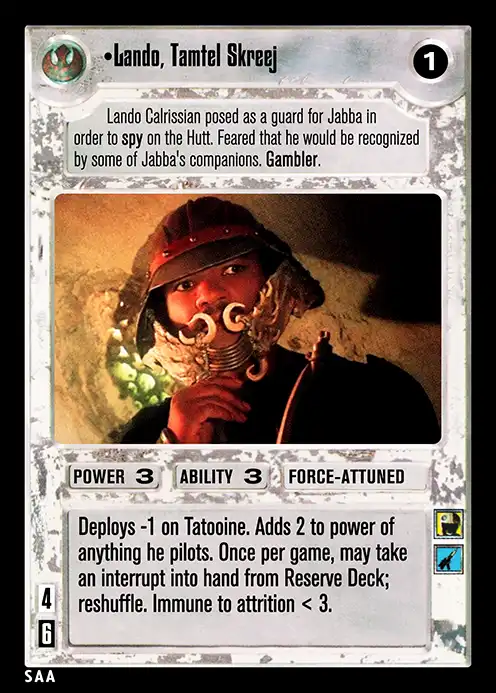 •Lando, Tamtel Skreej
1
Lando Calrissian posed as a guard for Jabba in
order to spy on the Hutt. Feared that he would be recognized
by some of Jabba's companions. Gambler.
POWER 3 ABILITY 3 FORCE-ATTUNED
Deploys -1 on Tatooine. Adds 2 to power of
anything he pilots. Once per game, may take
an interrupt into hand from Reserve Deck;
reshuffle. Immune to attrition < 3.
4
6
SAA